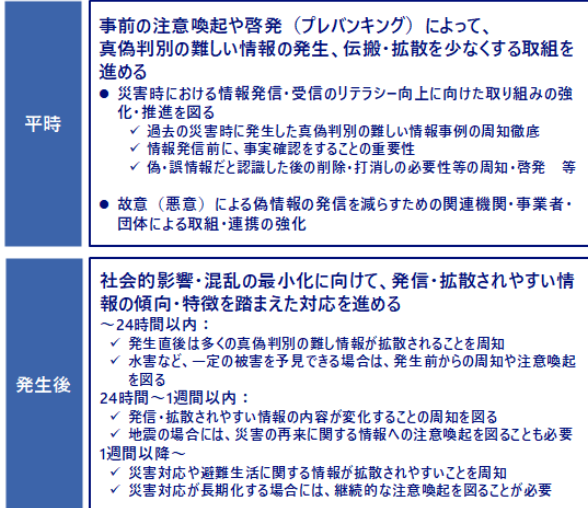 平時
事前の注意喚起や啓発（プレバンキング）によって、
真偽判別の難しい情報の発生、伝搬・拡散を少なくする取組を
進める
● 災害時における情報発信・受信のリテラシー向上に向けた取り組みの強
化・推進を図る
✓ 過去の災害時に発生した真偽判別の難しい情報事例の周知徹底
✓ 情報発信前に、事実確認をすることの重要性
✓ 偽・誤情報だと認識した後の削除・打消しの必要性等の周知・啓発　等
● 故意（悪意）による偽情報の発信を減らすための関連機関・事業者・
団体による取組・連携の強化
発生後
社会的影響・混乱の最小化に向けて、発信・拡散されやすい情
報の傾向・特徴を踏まえた対応を進める
～24時間以内：
✓ 発生直後は多くの真偽判別の難し情報が拡散されることを周知
✓ 水害など、一定の被害を予見できる場合は、発生前からの周知や注意喚起
を図る
24時間～1週間以内：
✓ 発信・拡散されやすい情報の内容が変化することの周知を図る
✓ 地震の場合には、災害の再来に関する情報への注意喚起を図ることも必要
1週間以降～
✓ 災害対応や避難生活に関する情報が拡散されやすいことを周知
✓ 災害対応が長期化する場合には、継続的な注意喚起を図ることが必要